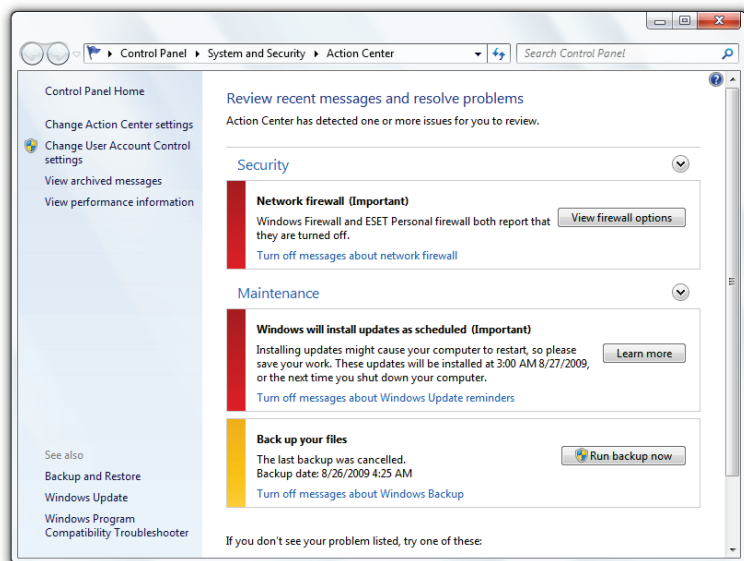 Control Panel ▸ System and Security ▸ Action Center
Search Control Panel
Control Panel Home
Change Action Center settings
Change User Account Control
settings
View archived messages
View performance information
See also
Backup and Restore
Windows Update
Windows Program
Compatibility Troubleshooter
Review recent messages and resolve problems
Action Center has detected one or more issues for you to review.
Security
Network firewall (Important)
Windows Firewall and ESET Personal firewall both report that
they are turned off.
View firewall options
Turn off messages about network firewall
Maintenance
Windows will install updates as scheduled (Important)
Installing updates might cause your computer to restart, so please
save your work. These updates will be installed at 3:00 AM 8/27/2009,
or the next time you shut down your computer.
Learn more
Turn off messages about Windows Update reminders
Back up your files
The last backup was cancelled.
Backup date: 8/26/2009 4:25 AM
Run backup now
Turn off messages about Windows Backup
If you don't see your problem listed, try one of these: